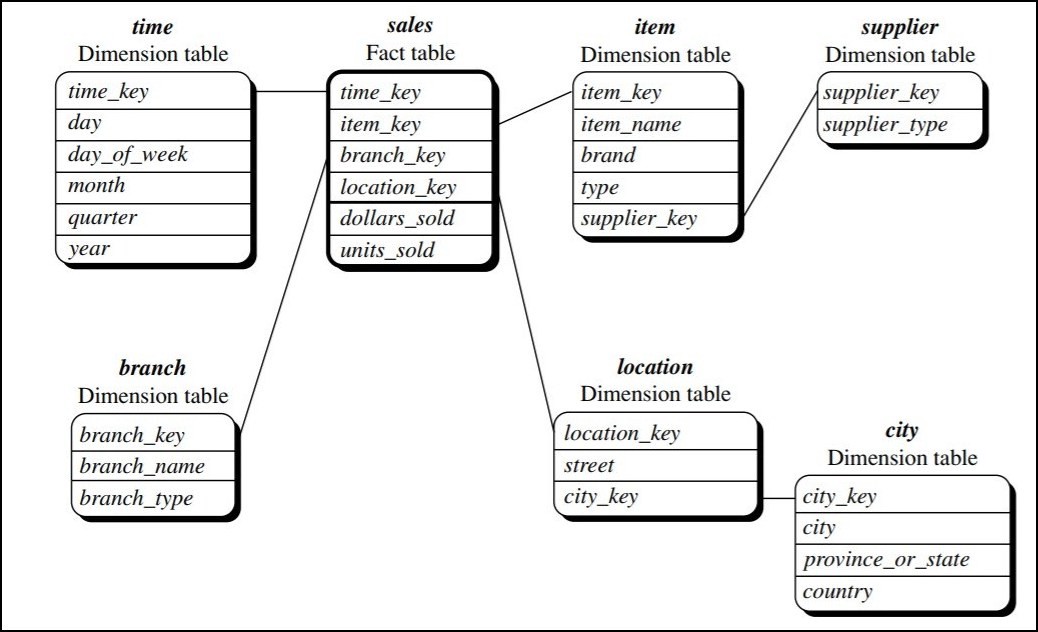 time
Dimension table
time_key
day
day_of_week
month
quarter
year
sales
Fact table
time_key
item_key
branch_key
location_key
dollars_sold
units_sold
item
Dimension table
item_key
item_name
brand
type
supplier_key
supplier
Dimension table
supplier_key
supplier_type
branch
Dimension table
branch_key
branch_name
branch_type
location
Dimension table
location_key
street
city_key
city
Dimension table
city_key
city
province_or_state
country